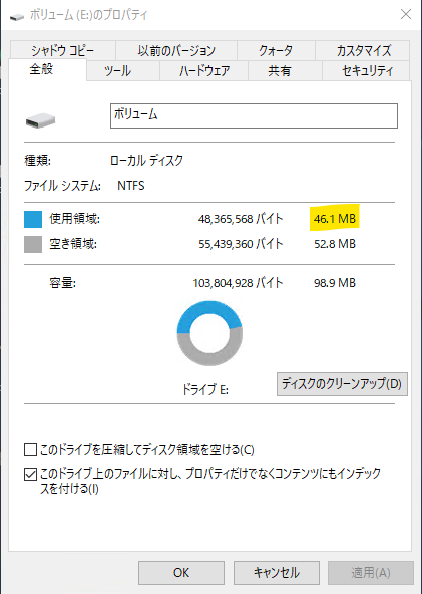 ボリューム (E:)のプロパティ
シャドウ コピー 以前のバージョン クォータ カスタマイズ
全般 ツール ハードウェア 共有 セキュリティ
ボリューム
種類: ローカル ディスク
ファイル システム: NTFS
使用領域: 48,365,568 バイト 46.1 MB
空き領域: 55,439,360 バイト 52.8 MB
容量: 103,804,928 バイト 98.9 MB
ドライブ E:
ディスクのクリーンアップ(D)
このドライブを圧縮してディスク領域を空ける(C)
このドライブ上のファイルに対し、プロパティだけでなくコンテンツにもインデック
スを付ける(I)
OK キャンセル 適用(A)